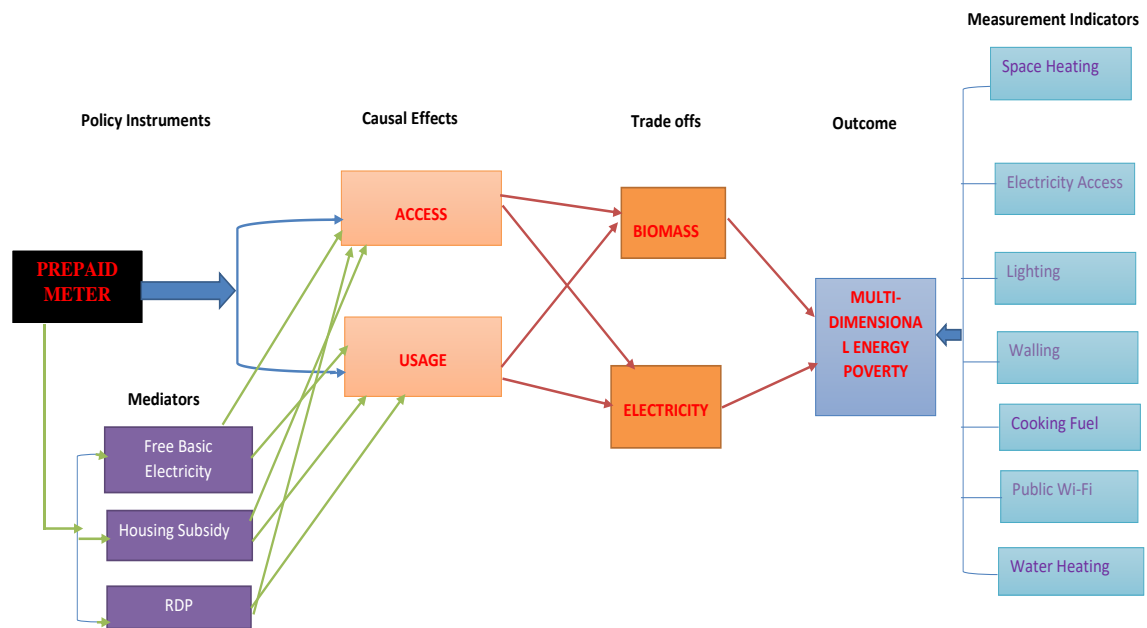 Measurement Indicators
Space Heating
Policy Instruments
Causal Effects
Trade offs
Outcome
Electricity Access
ACCESS
BIOMASS
PREPAID
METER
Lighting
MULTI-
DIMENSIONA
L ENERGY
POVERTY
Walling
USAGE
Mediators
ELECTRICITY
Cooking Fuel
Free Basic
Electricity
Public Wi-Fi
Housing Subsidy
Water Heating
RDP